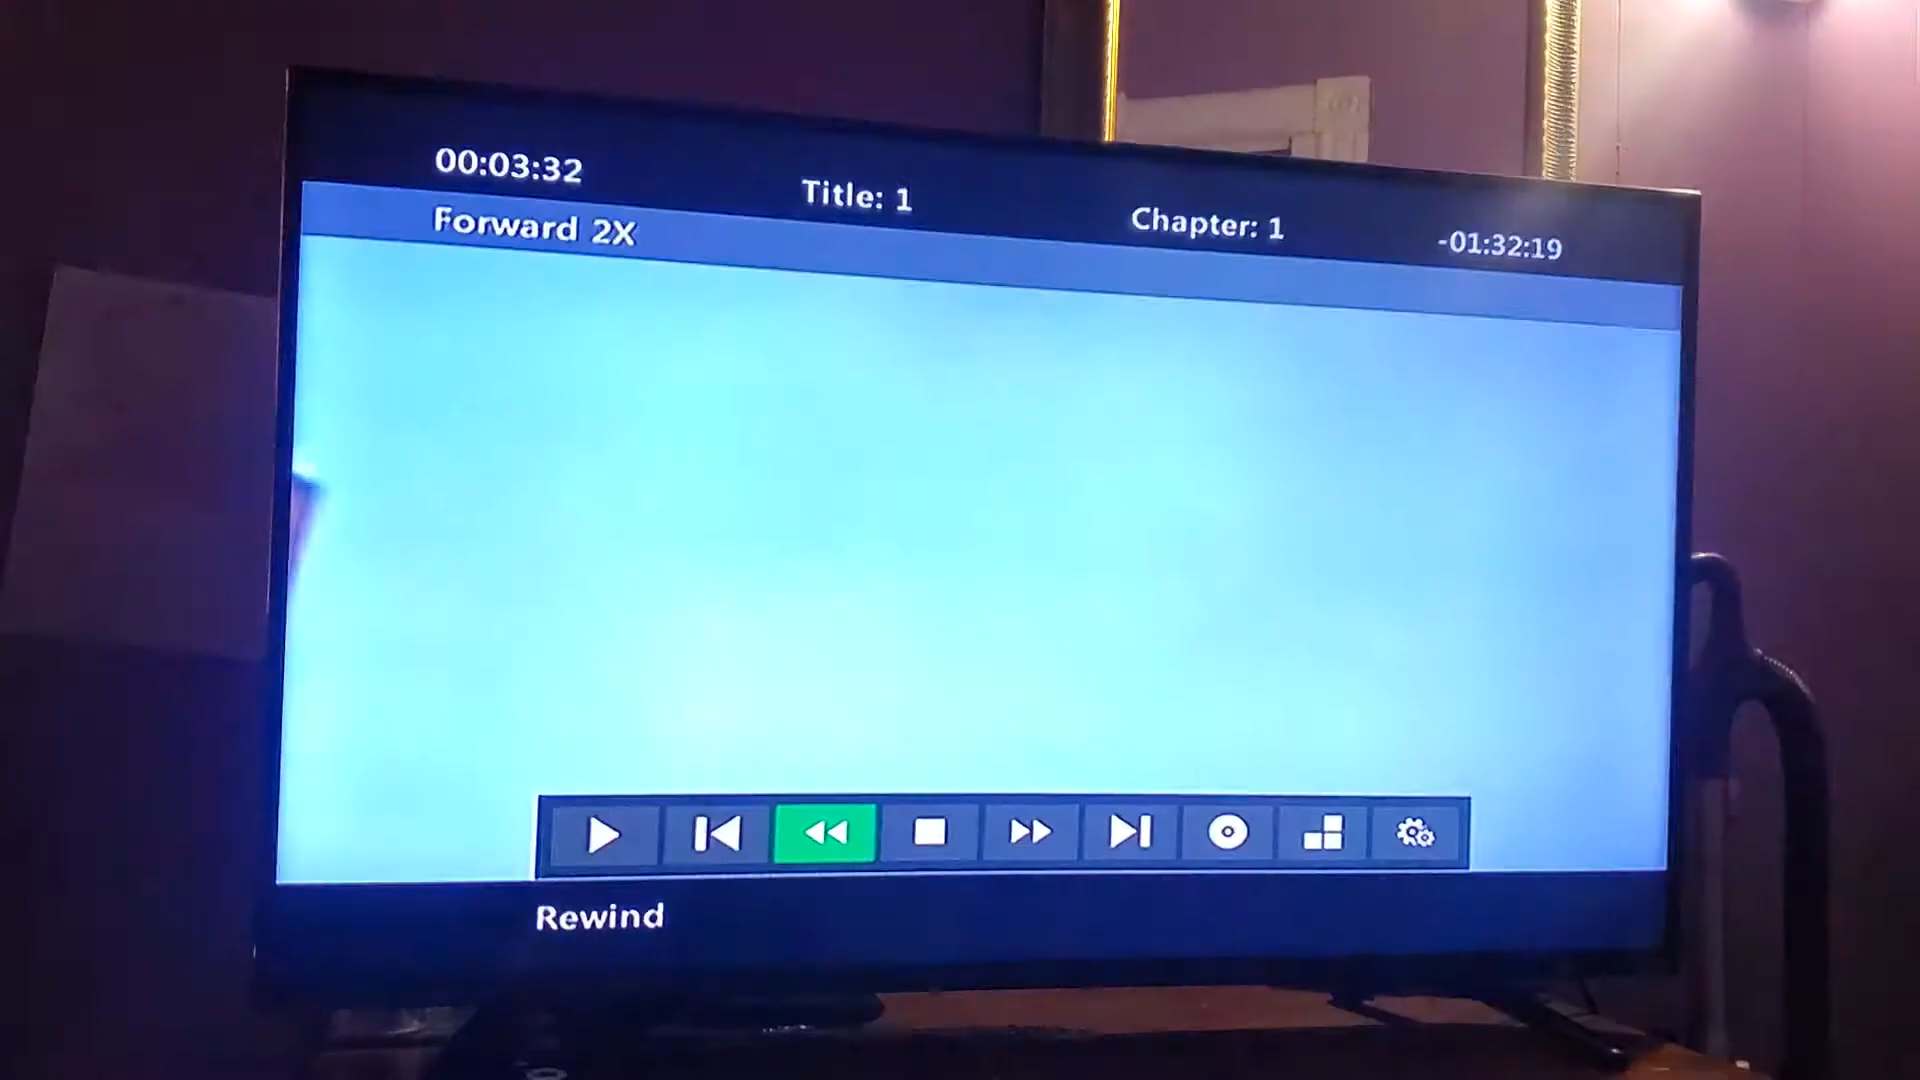 00:03:32
Title: 1
Chapter: 1
-01:32:19
Forward 2X
Rewind